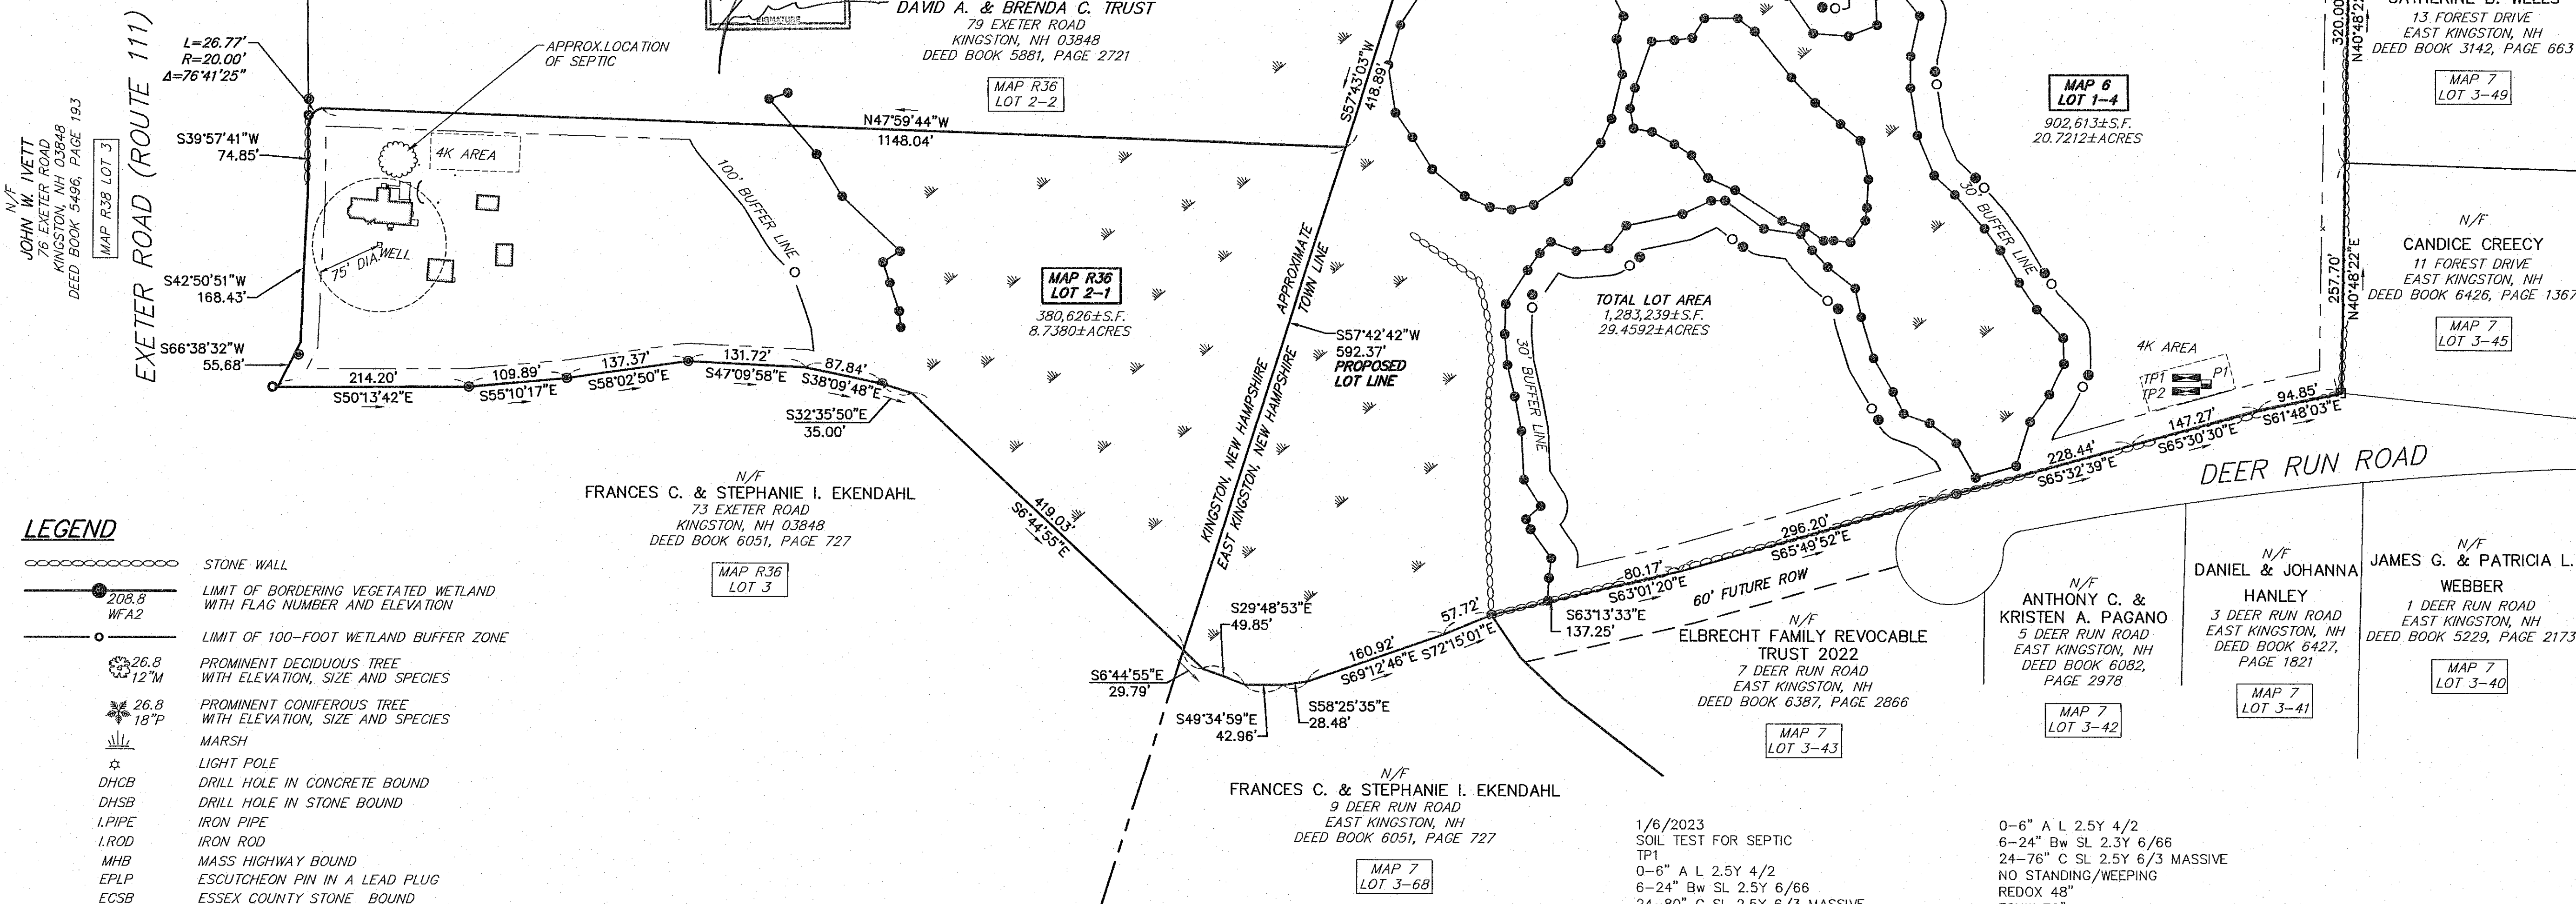 SIGNATURE
DAVID A. & BRENDA C. TRUST
79 EXETER ROAD
KINGSTON, NH 03848
DEED BOOK 5881, PAGE 2721
MAP R36
LOT 2-2
L=26.77'
R=20.00'
Δ=76°41'25"
APPROX.LOCATION
OF SEPTIC
EXETER ROAD (ROUTE 111)
N/F
JOHN W. IVETT
76 EXETER ROAD
KINGSTON, NH 03848
DEED BOOK 5496, PAGE 193
MAP R38 LOT 3
S39°57'41"W
74.85'
4K AREA
75' DIA.
WELL
S42°50'51"W
168.43'
S66°38'32"W
55.68'
N47°59'44"W
1148.04'
100' BUFFER LINE
S57°43'03"W
418.89'
MAP R36
LOT 2-1
380,626±S.F.
8.7380±ACRES
APPROXIMATE
TOWN LINE
KINGSTON, NEW HAMPSHIRE
EAST KINGSTON, NEW HAMPSHIRE
S57°42'42"W
592.37'
PROPOSED
LOT LINE
TOTAL LOT AREA
1,283,239±S.F.
29.4592±ACRES
30' BUFFER LINE
30' BUFFER LINE
MAP 6
LOT 1-4
902,613±S.F.
20.7212±ACRES
320.00'
13 FOREST DRIVE
EAST KINGSTON, NH
DEED BOOK 3142, PAGE 663
MAP 7
LOT 3-49
N/F
CANDICE CREECY
11 FOREST DRIVE
EAST KINGSTON, NH
DEED BOOK 6426, PAGE 1367
MAP 7
LOT 3-45
257.70'
N40°48'22"E
4K AREA
TP1
TP2
P1
214.20'
S50°13'42"E
109.89'
S55°10'17"E
137.37'
S58°02'50"E
131.72'
S47°09'58"E
87.84'
S38°09'48"E
S32°35'50"E
35.00'
419.03'
S6°44'55"E
S6°44'55"E
29.79'
S29°48'53"E
49.85'
S49°34'59"E
42.96'
S58°25'35"E
28.48'
160.92'
S69°12'46"E
57.72'
S72°15'01"E
S63°13'33"E
137.25'
80.17'
S63°01'20"E
296.20'
S65°49'52"E
228.44'
S65°32'39"E
147.27'
S65°30'30"E
94.85'
S61°48'03"E
60' FUTURE ROW
DEER RUN ROAD
N/F
FRANCES C. & STEPHANIE I. EKENDAHL
73 EXETER ROAD
KINGSTON, NH 03848
DEED BOOK 6051, PAGE 727
MAP R36
LOT 3
N/F
ELBRECHT FAMILY REVOCABLE
TRUST 2022
7 DEER RUN ROAD
EAST KINGSTON, NH
DEED BOOK 6387, PAGE 2866
MAP 7
LOT 3-43
N/F
ANTHONY C. &
KRISTEN A. PAGANO
5 DEER RUN ROAD
EAST KINGSTON, NH
DEED BOOK 6082,
PAGE 2978
MAP 7
LOT 3-42
N/F
DANIEL & JOHANNA
HANLEY
3 DEER RUN ROAD
EAST KINGSTON, NH
DEED BOOK 6427,
PAGE 1821
MAP 7
LOT 3-41
N/F
JAMES G. & PATRICIA L.
WEBBER
1 DEER RUN ROAD
EAST KINGSTON, NH
DEED BOOK 5229, PAGE 2173
MAP 7
LOT 3-40
N/F
FRANCES C. & STEPHANIE I. EKENDAHL
9 DEER RUN ROAD
EAST KINGSTON, NH
DEED BOOK 6051, PAGE 727
MAP 7
LOT 3-68
LEGEND
STONE WALL
208.8
WFA2
LIMIT OF BORDERING VEGETATED WETLAND
WITH FLAG NUMBER AND ELEVATION
LIMIT OF 100-FOOT WETLAND BUFFER ZONE
26.8
12"M
PROMINENT DECIDUOUS TREE
WITH ELEVATION, SIZE AND SPECIES
26.8
18"P
PROMINENT CONIFEROUS TREE
WITH ELEVATION, SIZE AND SPECIES
MARSH
LIGHT POLE
DHCB DRILL HOLE IN CONCRETE BOUND
DHSB DRILL HOLE IN STONE BOUND
I.PIPE IRON PIPE
I.ROD IRON ROD
MHB MASS HIGHWAY BOUND
EPLP ESCUTCHEON PIN IN A LEAD PLUG
ECSB ESSEX COUNTY STONE BOUND
1/6/2023
SOIL TEST FOR SEPTIC
TP1
0-6" A L 2.5Y 4/2
6-24" Bw SL 2.5Y 6/66
24-80" C SL 2.5Y 6/3 MASSIVE
0-6" A L 2.5Y 4/2
6-24" Bw SL 2.3Y 6/66
24-76" C SL 2.5Y 6/3 MASSIVE
NO STANDING/WEEPING
REDOX 48"